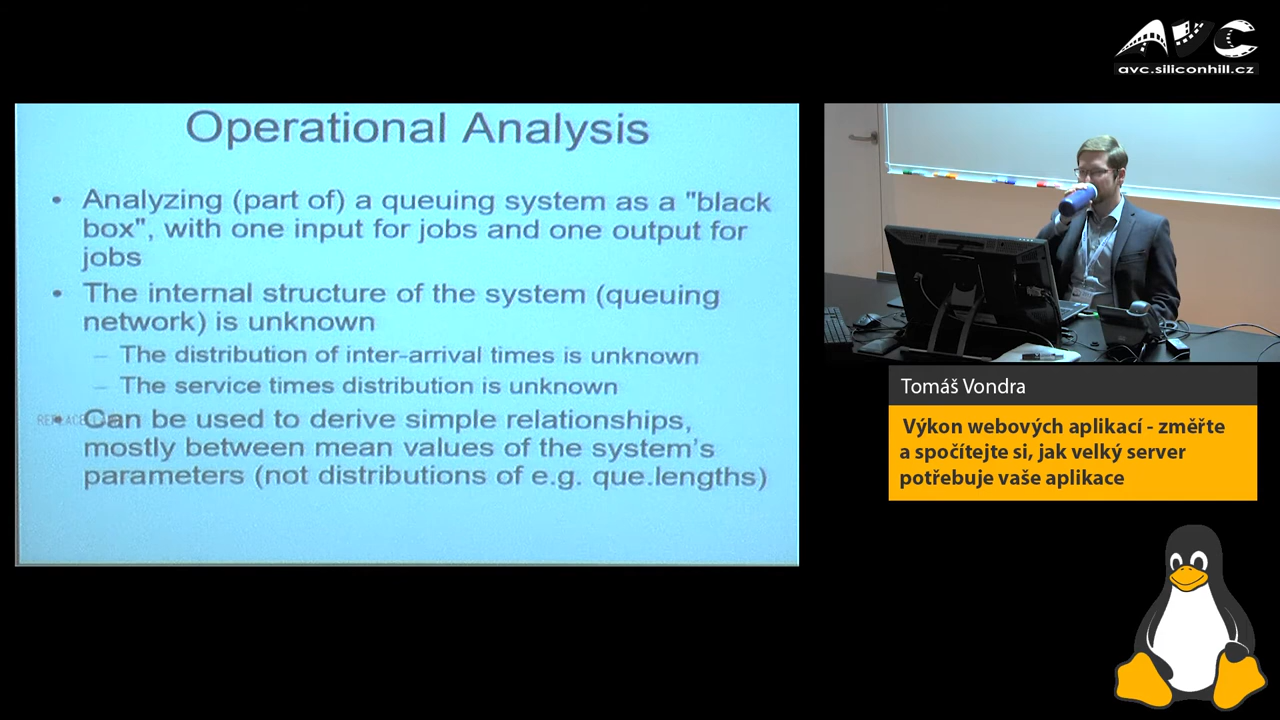 AVC
avc.siliconhill.cz
Operational Analysis
• Analyzing (part of) a queuing system as a "black
box", with one input for jobs and one output for
jobs
• The internal structure of the system (queuing
network) is unknown
– The distribution of inter-arrival times is unknown
– The service times distribution is unknown
• Can be used to derive simple relationships,
mostly between mean values of the system's
parameters (not distributions of e.g. que.lengths)
Tomáš Vondra
Výkon webových aplikací - změřte
a spočítejte si, jak velký server
potřebuje vaše aplikace